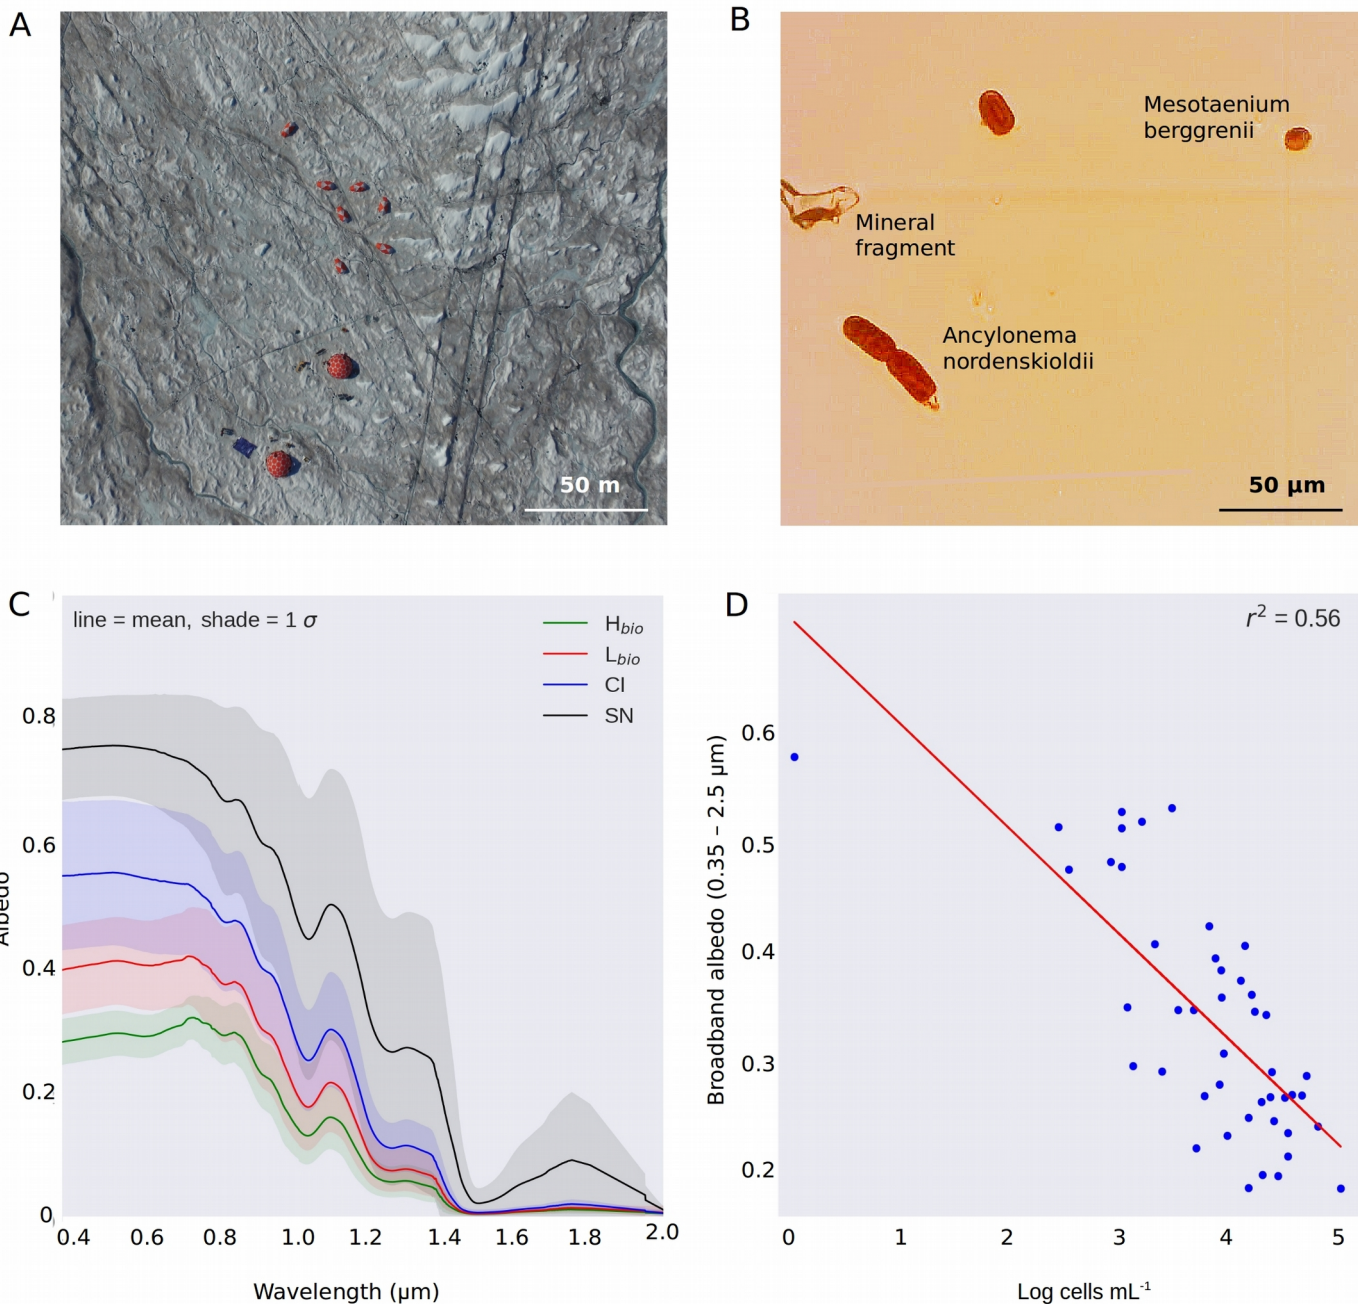 A
50 m
B
Mesotaenium
berggrenii
Mineral
fragment
Ancylonema
nordenskioldii
50 µm
C
line = mean, shade = 1 σ
H_bio
L_bio
CI
SN
Albedo
0.8
0.6
0.4
0.2
0
0.4 0.6 0.8 1.0 1.2 1.4 1.6 1.8 2.0
Wavelength (µm)
D
r² = 0.56
Broadband albedo (0.35 – 2.5 µm)
0.6
0.5
0.4
0.3
0.2
0 1 2 3 4 5
Log cells mL⁻¹